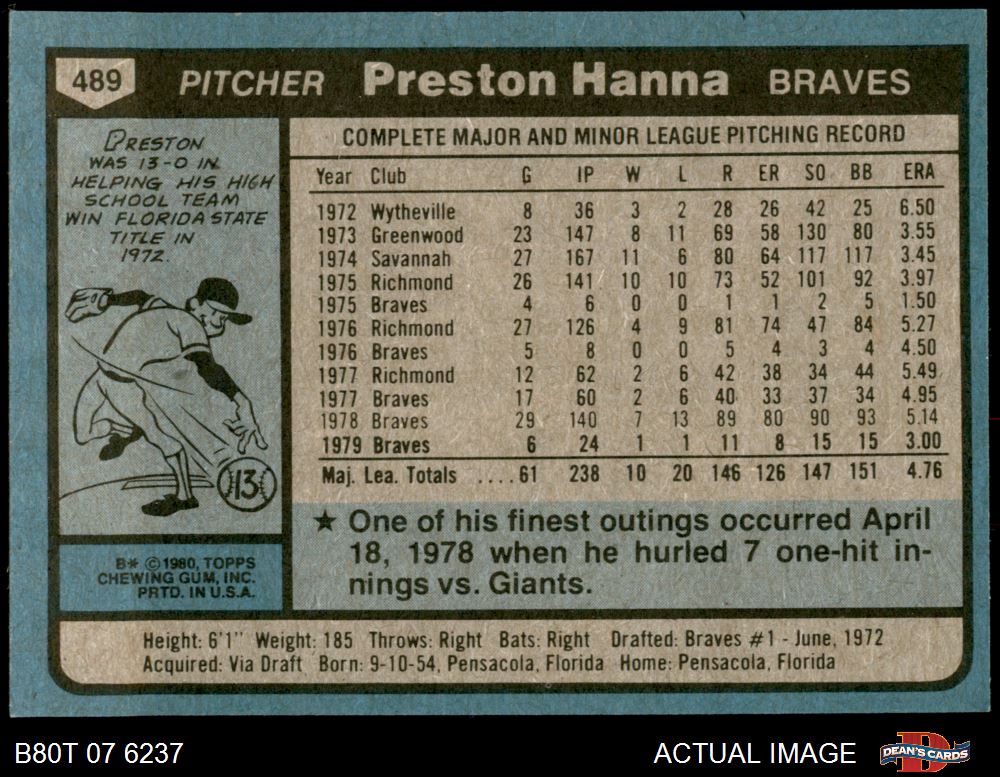 489 PITCHER Preston Hanna BRAVES
PRESTON
WAS 13-0 IN
HELPING HIS HIGH
SCHOOL TEAM
WIN FLORIDA STATE
TITLE IN
1972.
13
B* © 1980, TOPPS
CHEWING GUM, INC.
PRTD. IN U.S.A.
COMPLETE MAJOR AND MINOR LEAGUE PITCHING RECORD
Year Club G IP W L R ER SO BB ERA
1972 Wytheville 8 36 3 2 28 26 42 25 6.50
1973 Greenwood 23 147 8 11 69 58 130 80 3.55
1974 Savannah 27 167 11 6 80 64 117 117 3.45
1975 Richmond 26 141 10 10 73 52 101 92 3.97
1975 Braves 4 6 0 0 1 1 2 5 1.50
1976 Richmond 27 126 4 9 81 74 47 84 5.27
1976 Braves 5 8 0 0 5 4 3 4 4.50
1977 Richmond 12 62 2 6 42 38 34 44 5.49
1977 Braves 17 60 2 6 40 33 37 34 4.95
1978 Braves 29 140 7 13 89 80 90 93 5.14
1979 Braves 6 24 1 1 11 8 15 15 3.00
Maj. Lea. Totals ....61 238 10 20 146 126 147 151 4.76
★ One of his finest outings occurred April
18, 1978 when he hurled 7 one-hit in-
nings vs. Giants.
Height: 6'1" Weight: 185 Throws: Right Bats: Right Drafted: Braves #1 - June, 1972
Acquired: Via Draft Born: 9-10-54, Pensacola, Florida Home: Pensacola, Florida
B80T 07 6237 ACTUAL IMAGE DEAN'S CARDS